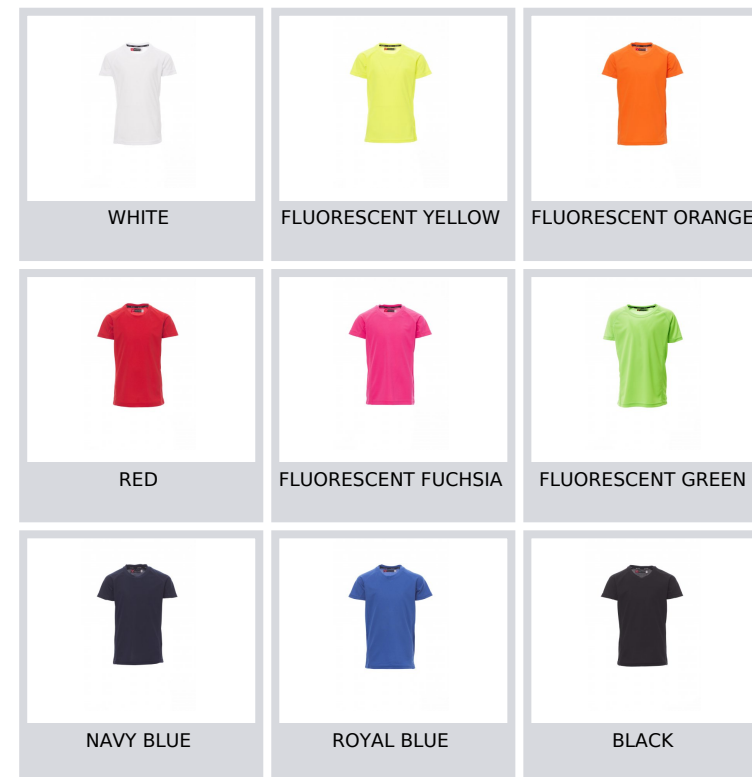 WHITE
FLUORESCENT YELLOW
FLUORESCENT ORANGE
RED
FLUORESCENT FUCHSIA
FLUORESCENT GREEN
NAVY BLUE
ROYAL BLUE
BLACK